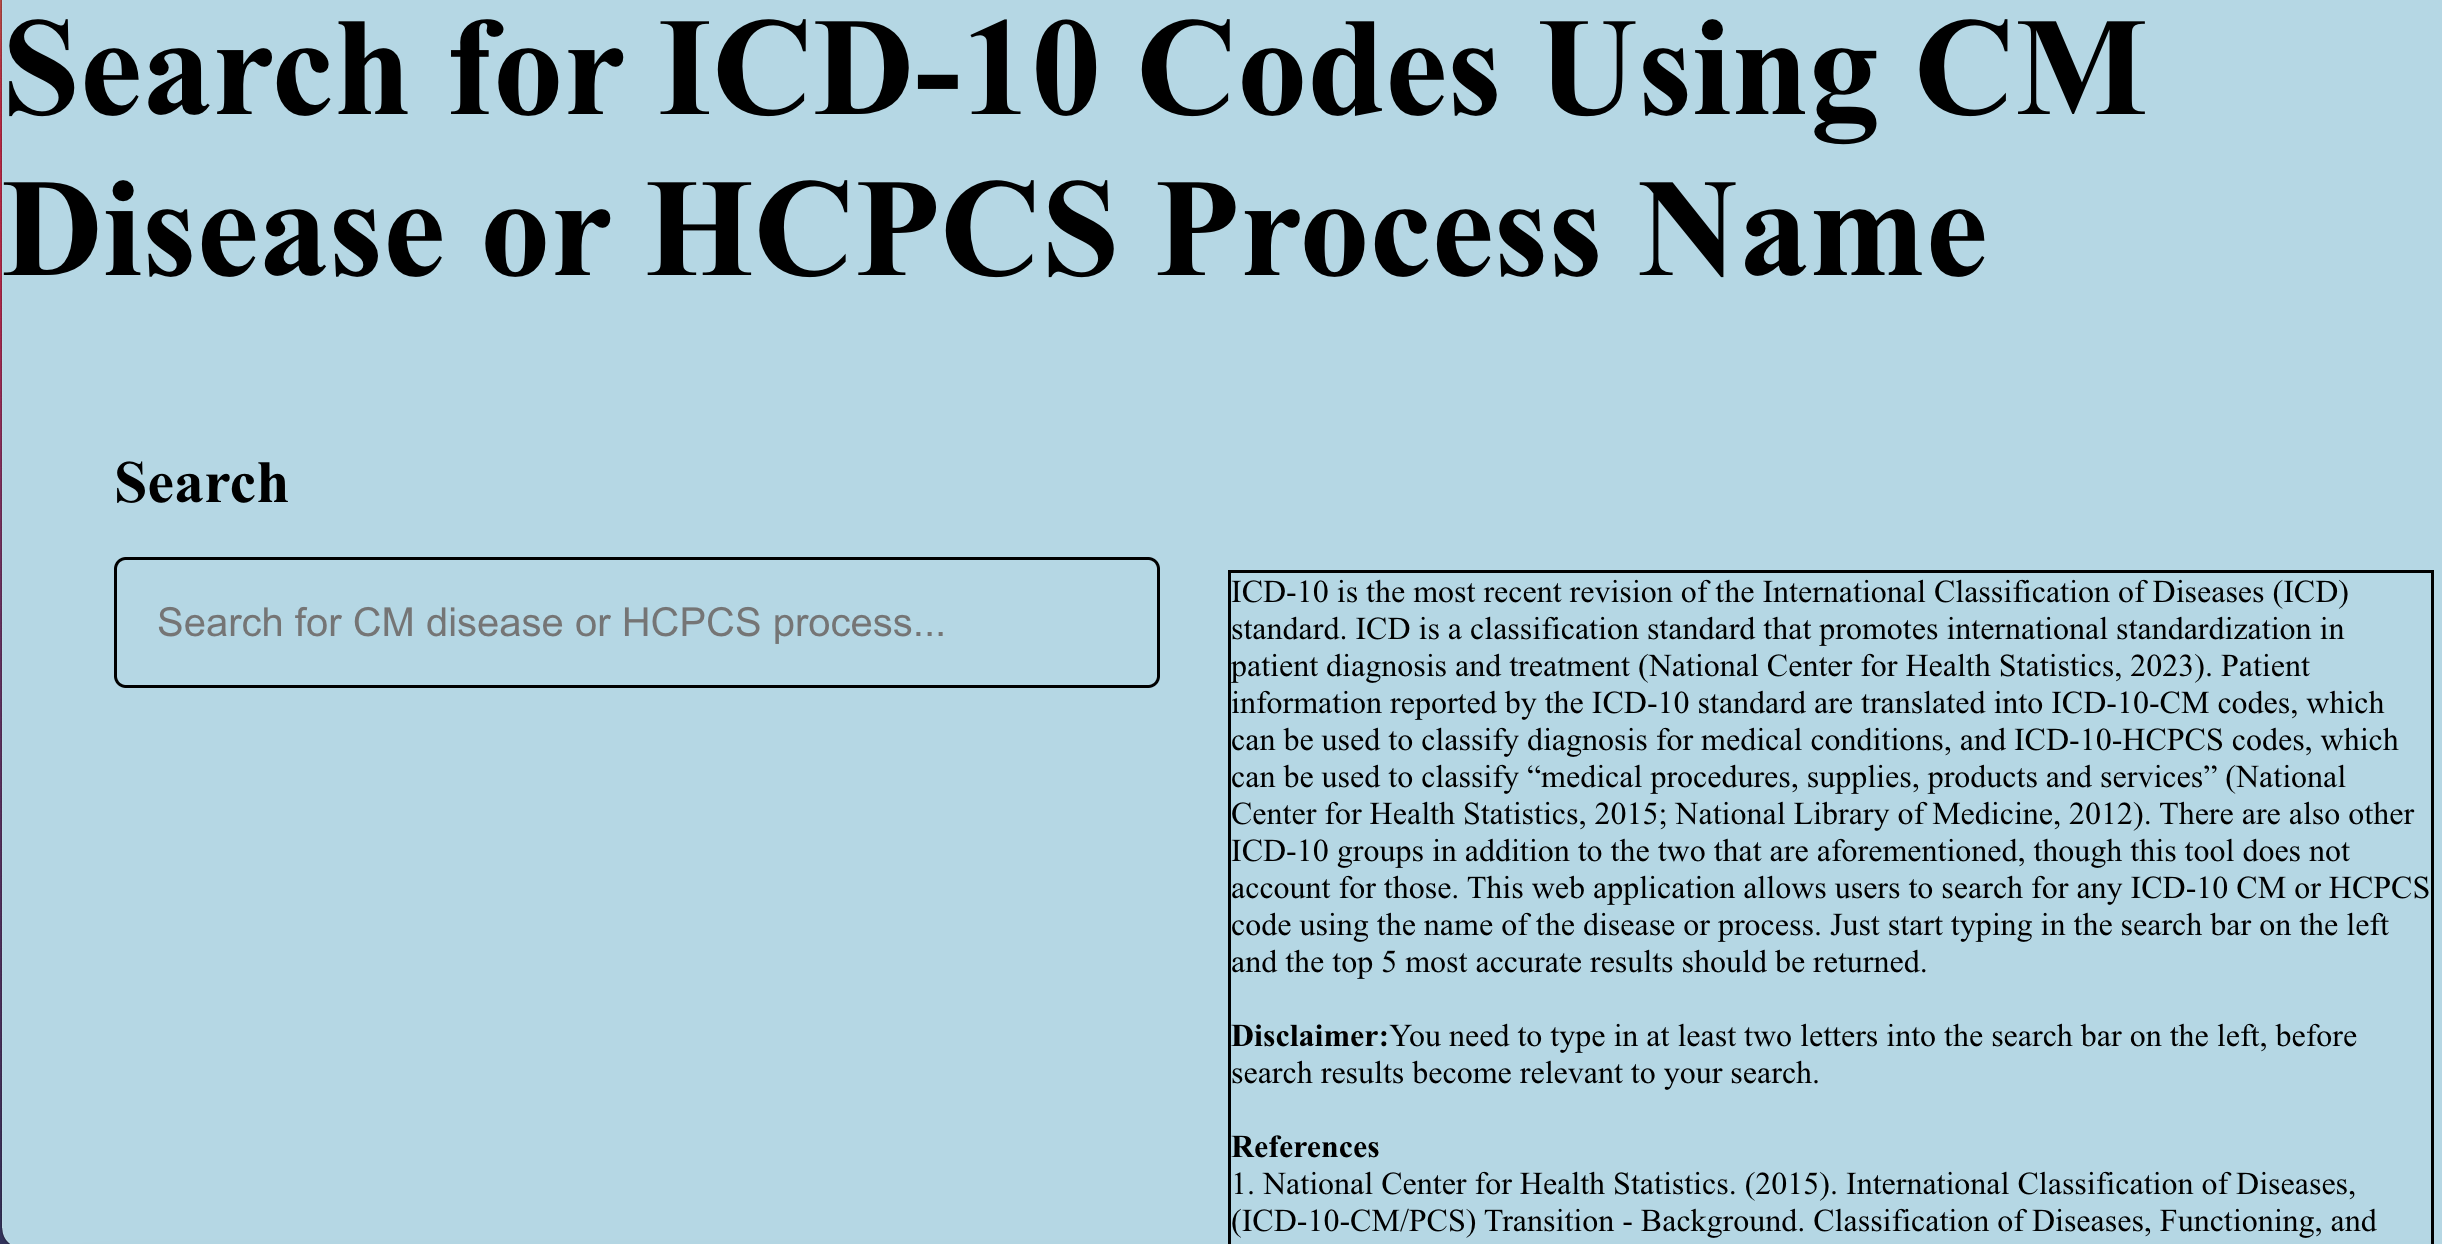 Search for ICD-10 Codes Using CM
Disease or HCPCS Process Name
Search
Search for CM disease or HCPCS process...
ICD-10 is the most recent revision of the International Classification of Diseases (ICD)
standard. ICD is a classification standard that promotes international standardization in
patient diagnosis and treatment (National Center for Health Statistics, 2023). Patient
information reported by the ICD-10 standard are translated into ICD-10-CM codes, which
can be used to classify diagnosis for medical conditions, and ICD-10-HCPCS codes, which
can be used to classify “medical procedures, supplies, products and services” (National
Center for Health Statistics, 2015; National Library of Medicine, 2012). There are also other
ICD-10 groups in addition to the two that are aforementioned, though this tool does not
account for those. This web application allows users to search for any ICD-10 CM or HCPCS
code using the name of the disease or process. Just start typing in the search bar on the left
and the top 5 most accurate results should be returned.
Disclaimer:You need to type in at least two letters into the search bar on the left, before
search results become relevant to your search.
References
1. National Center for Health Statistics. (2015). International Classification of Diseases,
(ICD-10-CM/PCS) Transition - Background. Classification of Diseases, Functioning, and